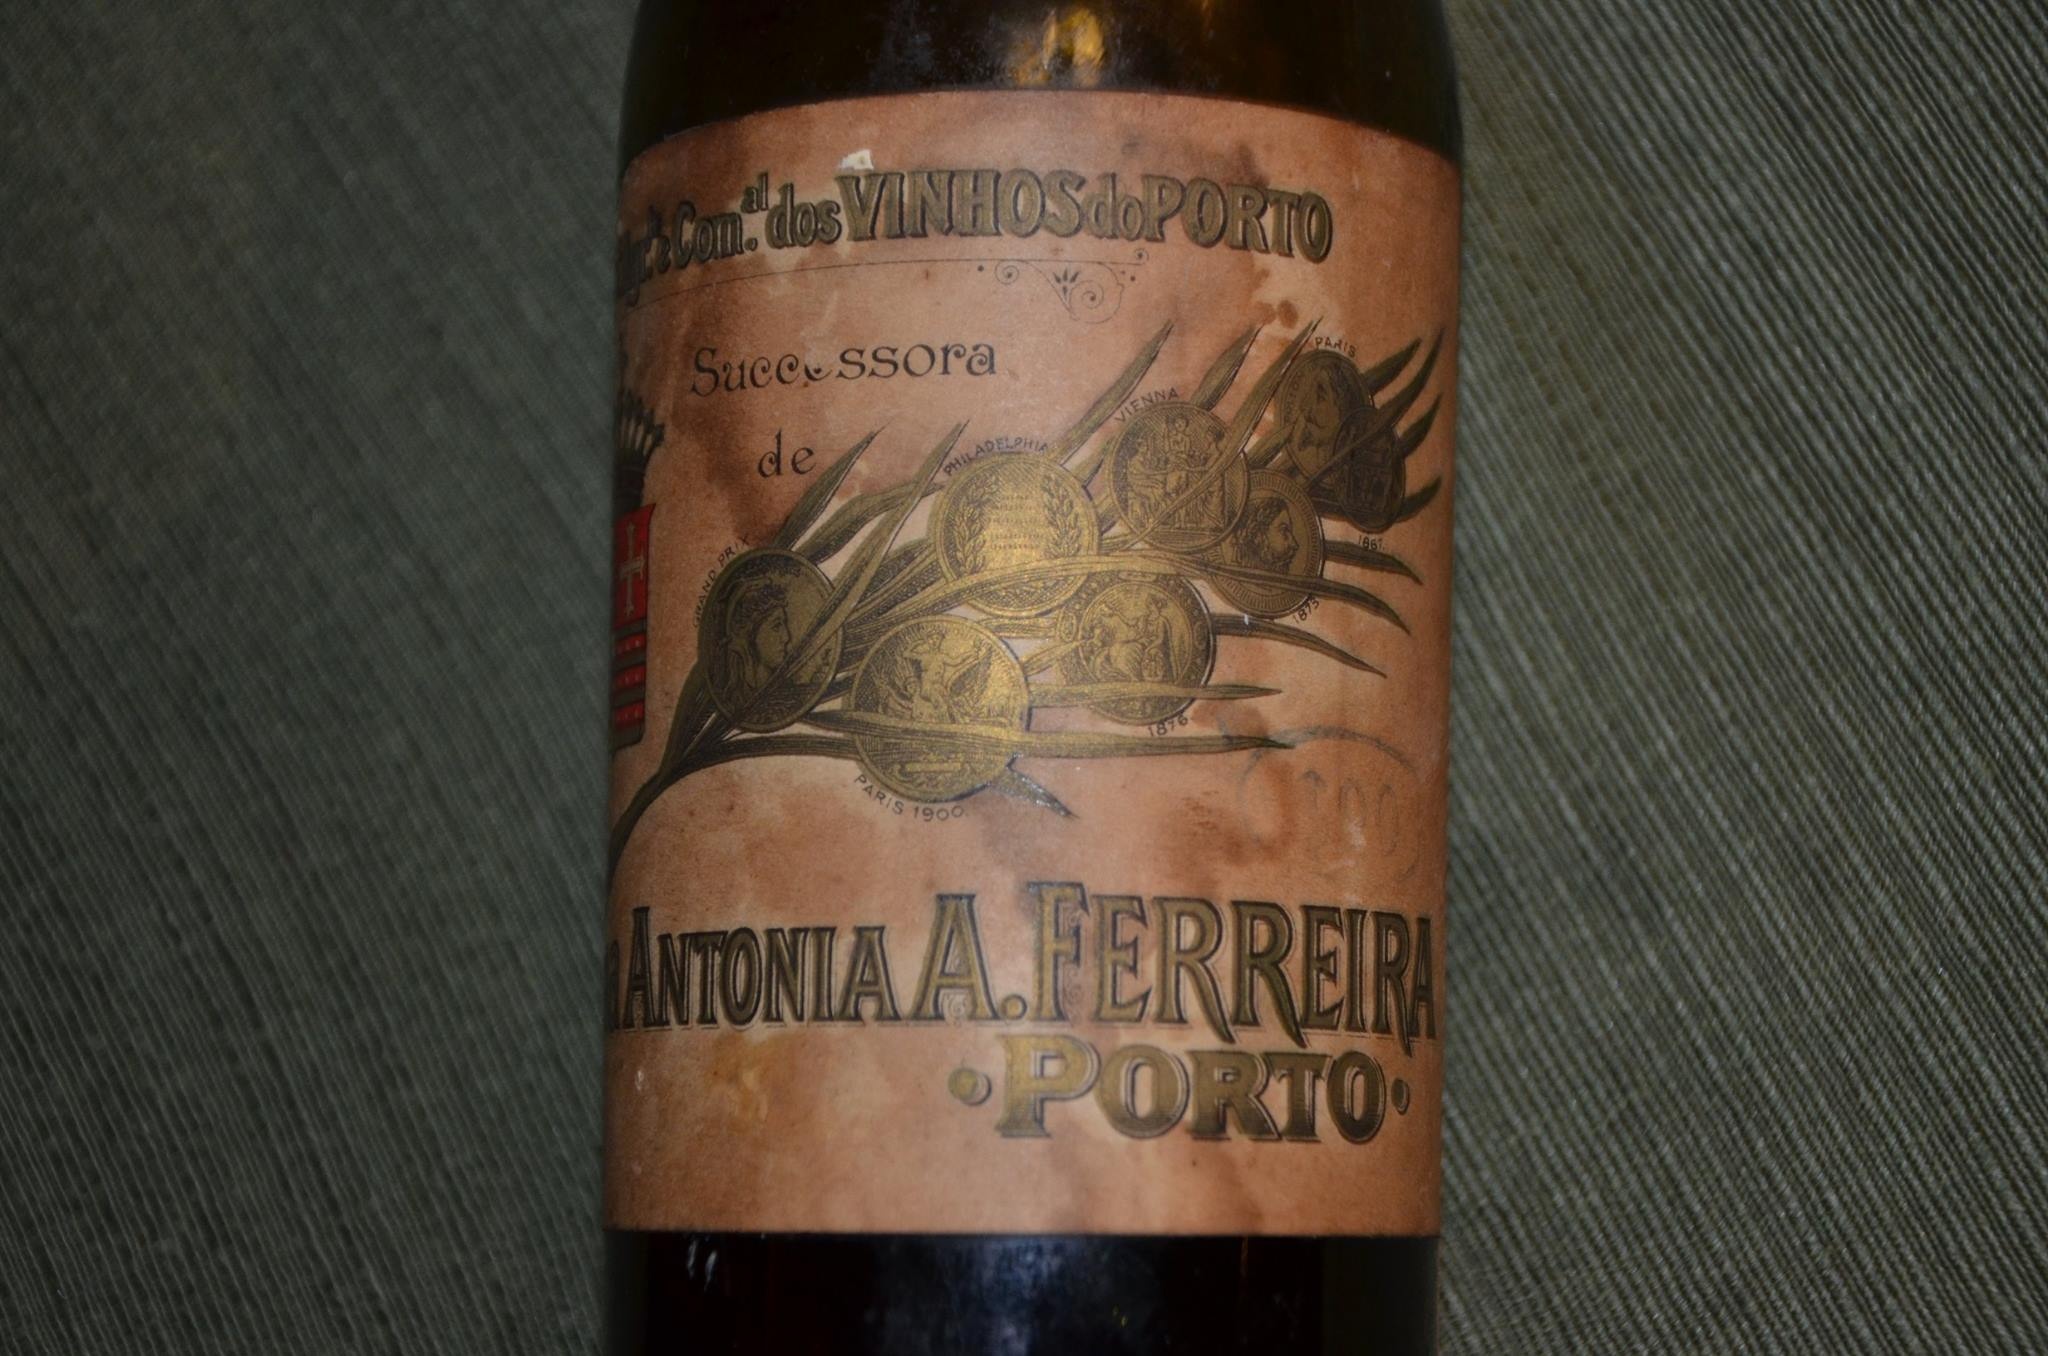 Com.al dos VINHOS do PORTO
Successora
de
GRAND PRIX
PHILADELPHIA
VIENNA
PARIS
1867.
1873
1876
PARIS 1900.
ANTONIA A. FERREIRA
• PORTO •